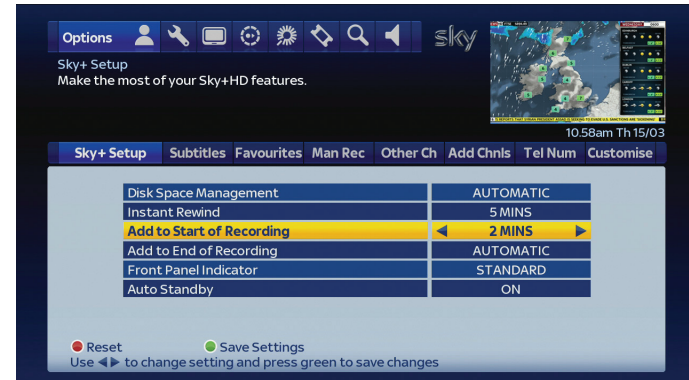 Options
sky
Sky+ Setup
Make the most of your Sky+HD features.
10.58am Th 15/03
Sky+ Setup Subtitles Favourites Man Rec Other Ch Add Chnls Tel Num Customise
Disk Space Management AUTOMATIC
Instant Rewind 5 MINS
Add to Start of Recording 2 MINS
Add to End of Recording AUTOMATIC
Front Panel Indicator STANDARD
Auto Standby ON
Reset Save Settings
Use ◀▶ to change setting and press green to save changes